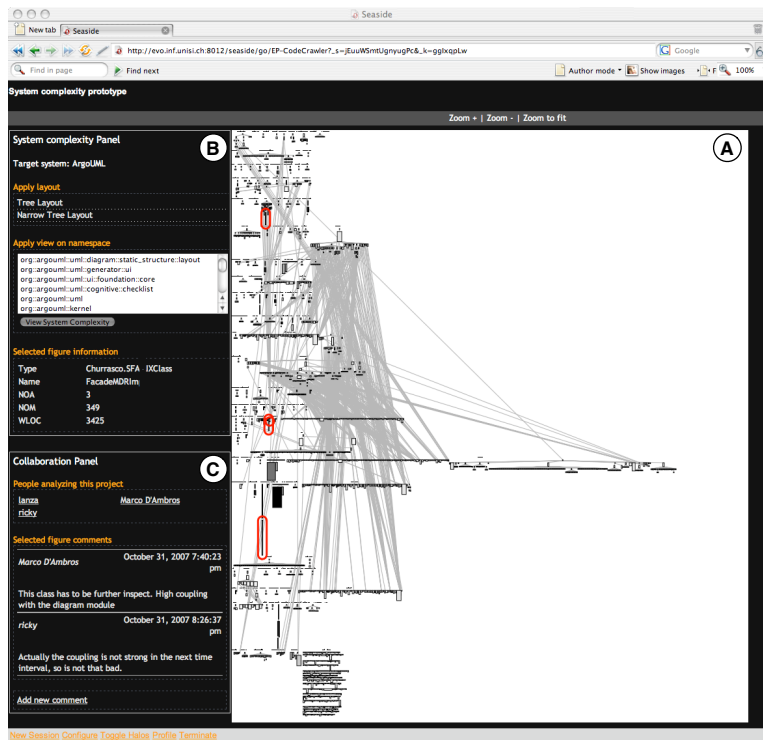 Seaside
New tab
Seaside
http://evo.inf.unisi.ch:8012/seaside/go/EP-CodeCrawler?_s=jEuuWSmtUgnyugPc&_k=gglxqpLw
Google
Find in page
Find next
Author mode
Show images
F
100%
System complexity prototype
Zoom + | Zoom - | Zoom to fit
System complexity Panel
B
A
Target system: ArgoUML
Apply layout
Tree Layout
Narrow Tree Layout
Apply view on namespace
org::argouml::uml::diagram::static_structure::layout
org::argouml::uml::generator::ui
org::argouml::uml::ui::foundation::core
org::argouml::uml::cognitive::checklist
org::argouml::uml
org::argouml::kernel
View System Complexity
Selected figure information
Type Churrasco.SFA IXClass
Name FacadeMDRIm
NOA 3
NOM 349
WLOC 3425
Collaboration Panel
C
People analyzing this project
lanza Marco D'Ambros
ricky
Selected figure comments
Marco D'Ambros October 31, 2007 7:40:23
pm
This class has to be further inspect. High coupling
with the diagram module
ricky October 31, 2007 8:26:37
pm
Actually the coupling is not strong in the next time
interval, so is not that bad.
Add new comment
New Session Configure Toggle Halos Profile Terminate